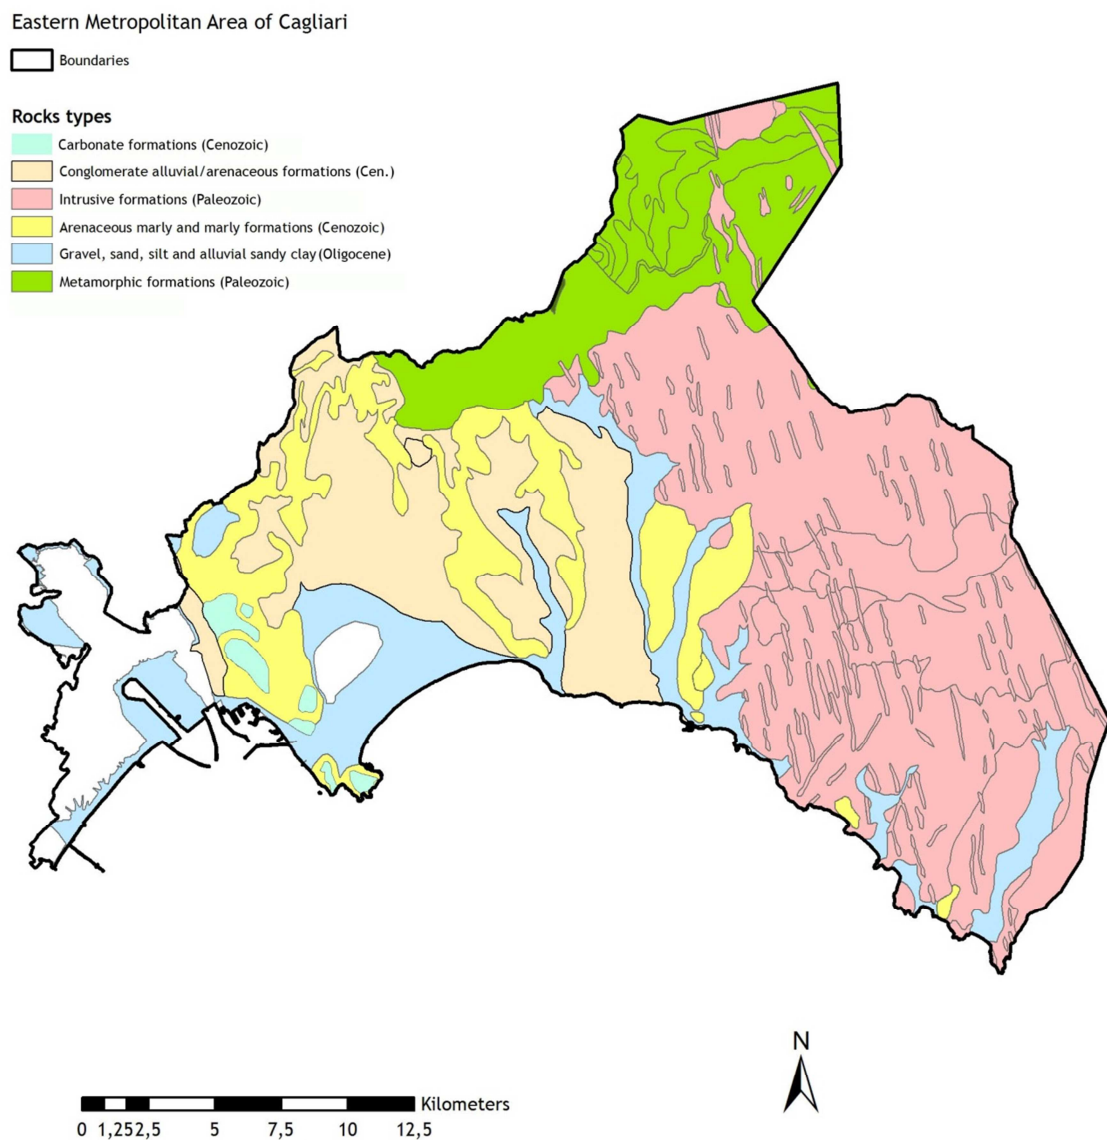 Eastern Metropolitan Area of Cagliari
Boundaries
Rocks types
Carbonate formations (Cenozoic)
Conglomerate alluvial/arenaceous formations (Cen.)
Intrusive formations (Paleozoic)
Arenaceous marly and marly formations (Cenozoic)
Gravel, sand, silt and alluvial sandy clay (Oligocene)
Metamorphic formations (Paleozoic)
N
Kilometers
0 1,25 2,5 5 7,5 10 12,5